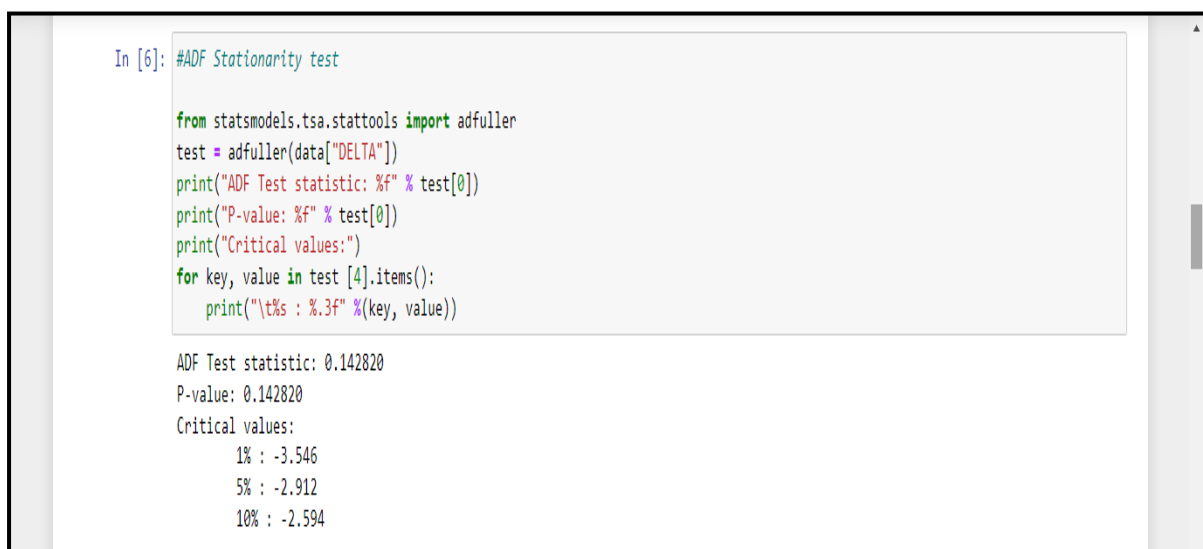 In [6]: #ADF Stationarity test
from statsmodels.tsa.stattools import adfuller
test = adfuller(data["DELTA"])
print("ADF Test statistic: %f" % test[0])
print("P-value: %f" % test[0])
print("Critical values:")
for key, value in test [4].items():
    print("\t%s : %.3f" %(key, value))
ADF Test statistic: 0.142820
P-value: 0.142820
Critical values:
        1% : -3.546
        5% : -2.912
        10% : -2.594